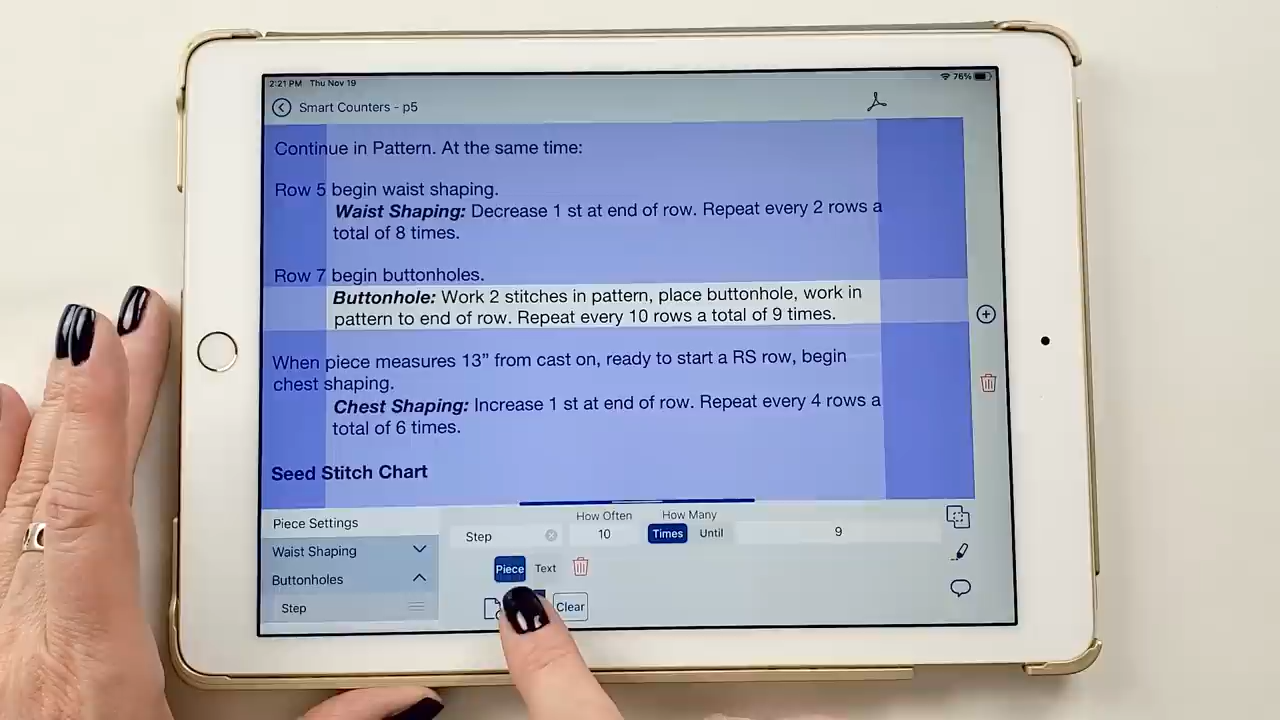 2:21 PM Thu Nov 19
76%
Smart Counters - p5
Continue in Pattern. At the same time:
Row 5 begin waist shaping.
Waist Shaping: Decrease 1 st at end of row. Repeat every 2 rows a
total of 8 times.
Row 7 begin buttonholes.
Buttonhole: Work 2 stitches in pattern, place buttonhole, work in
pattern to end of row. Repeat every 10 rows a total of 9 times.
When piece measures 13” from cast on, ready to start a RS row, begin
chest shaping.
Chest Shaping: Increase 1 st at end of row. Repeat every 4 rows a
total of 6 times.
Seed Stitch Chart
Piece Settings
Waist Shaping
Buttonholes
Step
How Often
How Many
Step
10
Times
Until
9
Piece
Text
Clear